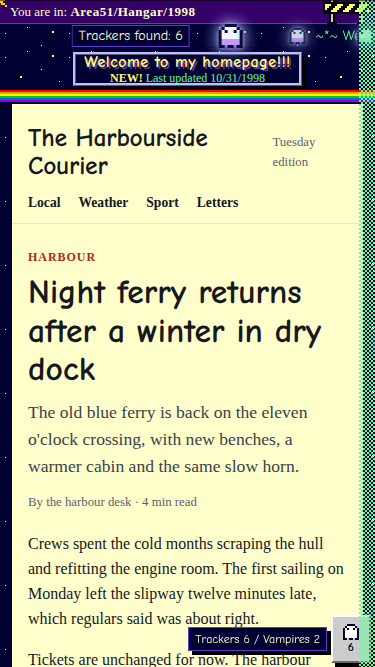 You are in: Area51/Hangar/1998
Trackers found: 6
~*~ We
Welcome to my homepage!!!
NEW! Last updated 10/31/1998
The Harbourside
Courier
Tuesday
edition
Local Weather Sport Letters
HARBOUR
Night ferry returns
after a winter in dry
dock
The old blue ferry is back on the eleven
o'clock crossing, with new benches, a
warmer cabin and the same slow horn.
By the harbour desk · 4 min read
Crews spent the cold months scraping the hull
and refitting the engine room. The first sailing on
Monday left the slipway twelve minutes late,
which regulars said was about right.
Trackers 6 / Vampires 2
6
Tickets are unchanged for now. The harbour